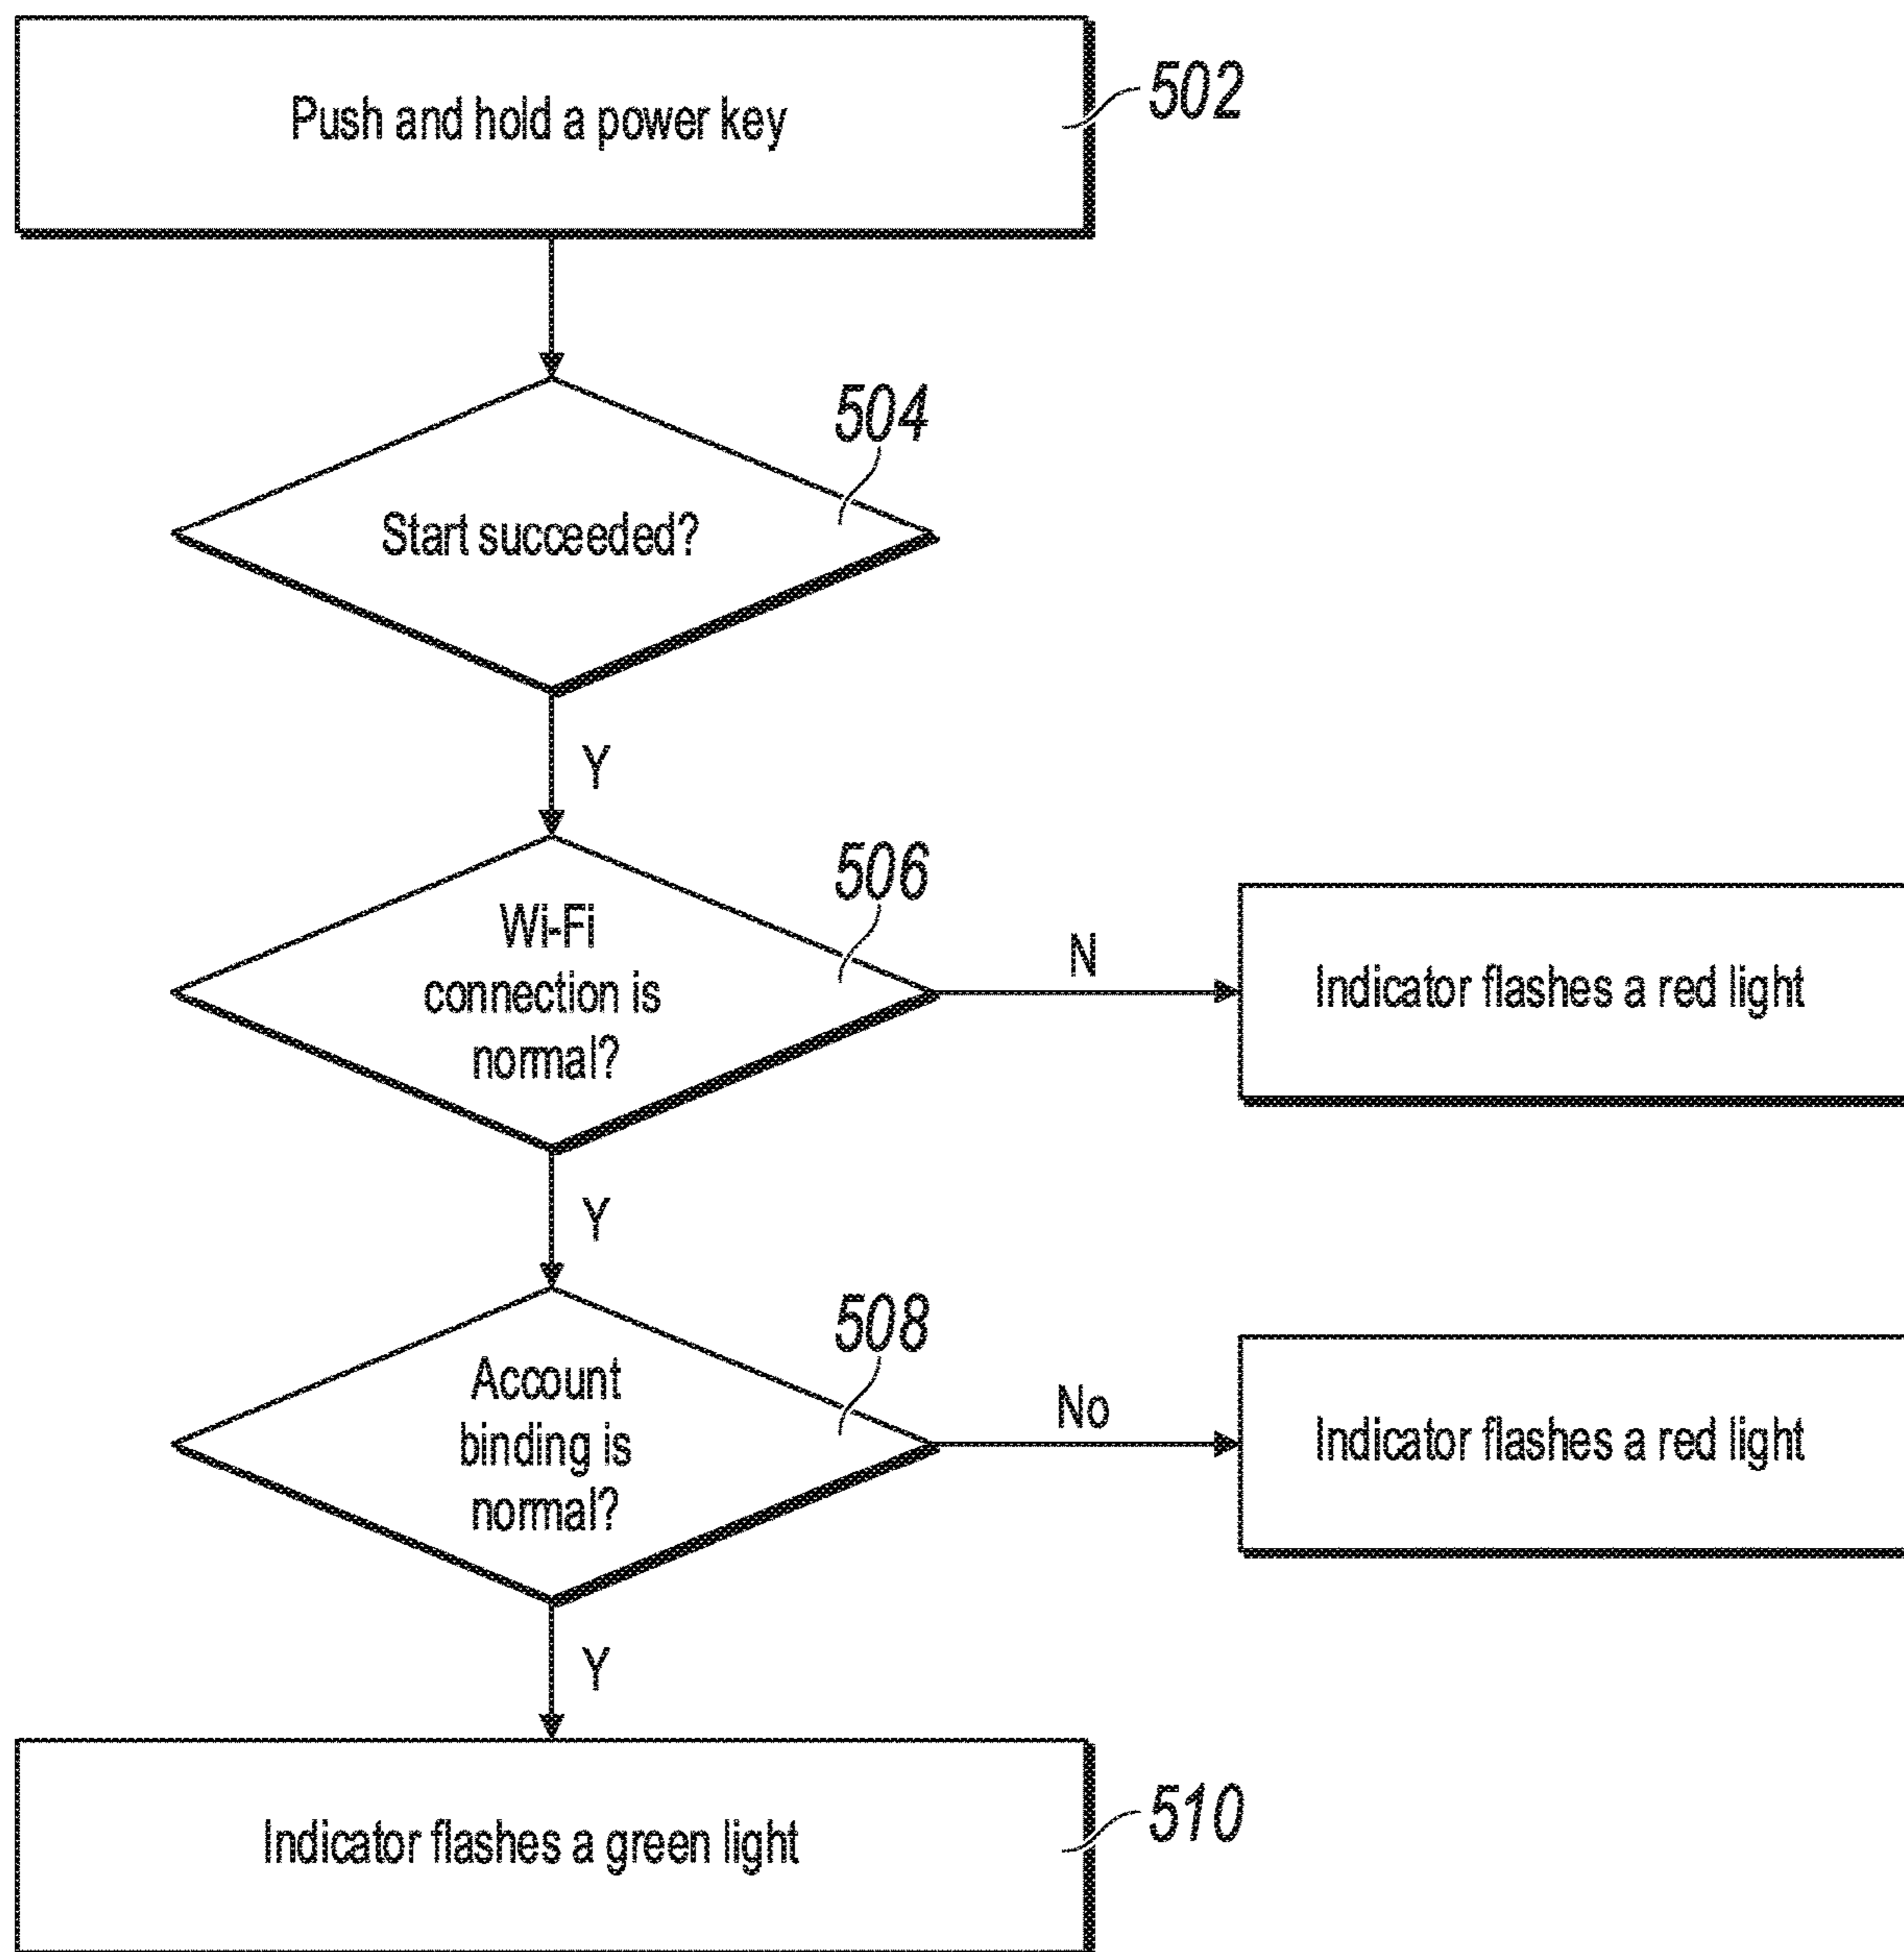 Push and hold a power key
502
504
Start succeeded?
Y
506
Wi-Fi
connection is
normal?
N
Indicator flashes a red light
Y
508
Account
binding is
normal?
No
Indicator flashes a red light
Y
Indicator flashes a green light
510